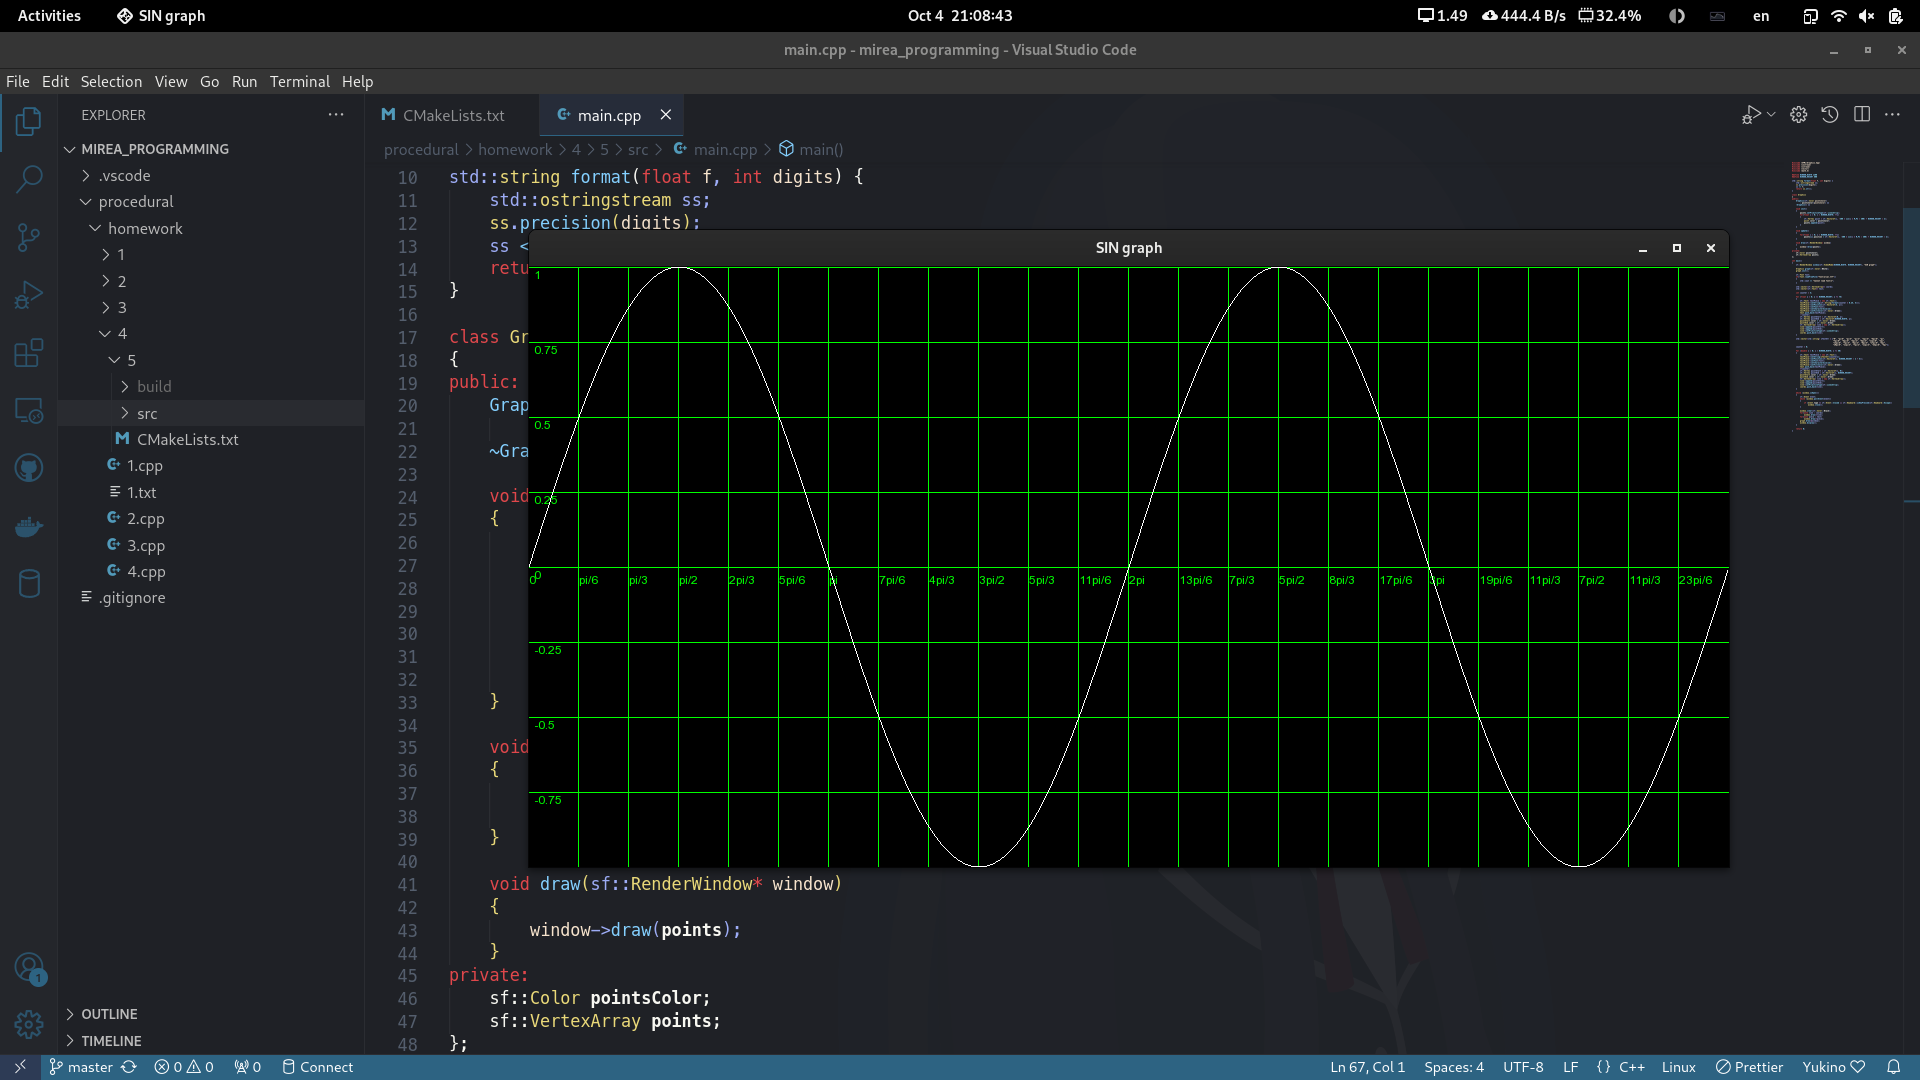 Activities SIN graph Oct 4 21:08:43 1.49 444.4 B/s 32.4% en
main.cpp - mirea_programming - Visual Studio Code
File Edit Selection View Go Run Terminal Help
EXPLORER
CMakeLists.txt main.cpp
MIREA_PROGRAMMING
.vscode
procedural
homework
1
2
3
4
5
build
src
CMakeLists.txt
1.cpp
1.txt
2.cpp
3.cpp
4.cpp
.gitignore
OUTLINE
TIMELINE
procedural > homework > 4 > 5 > src > main.cpp > main()
10 std::string format(float f, int digits) {
11 std::ostringstream ss;
12 ss.precision(digits);
13 ss <
14 retu
15 }
16
17 class Gr
18 {
19 public:
20 Grap
21
22 ~Gra
23
24 void
25 {
26
27
28
29
30
31
32
33 }
34
35 void
36 {
37
38
39 }
40
41 void draw(sf::RenderWindow* window)
42 {
43 window->draw(points);
44 }
45 private:
46 sf::Color pointsColor;
47 sf::VertexArray points;
48 };
SIN graph
1
0.75
0.5
0.25
0
0 pi/6 pi/3 pi/2 2pi/3 5pi/6 pi 7pi/6 4pi/3 3pi/2 5pi/3 11pi/6 2pi 13pi/6 7pi/3 5pi/2 8pi/3 17pi/6 3pi 19pi/6 11pi/3 7pi/2 11pi/3 23pi/6
-0.25
-0.5
-0.75
1
master 0 0 0 Connect Ln 67, Col 1 Spaces: 4 UTF-8 LF {} C++ Linux Prettier Yukino